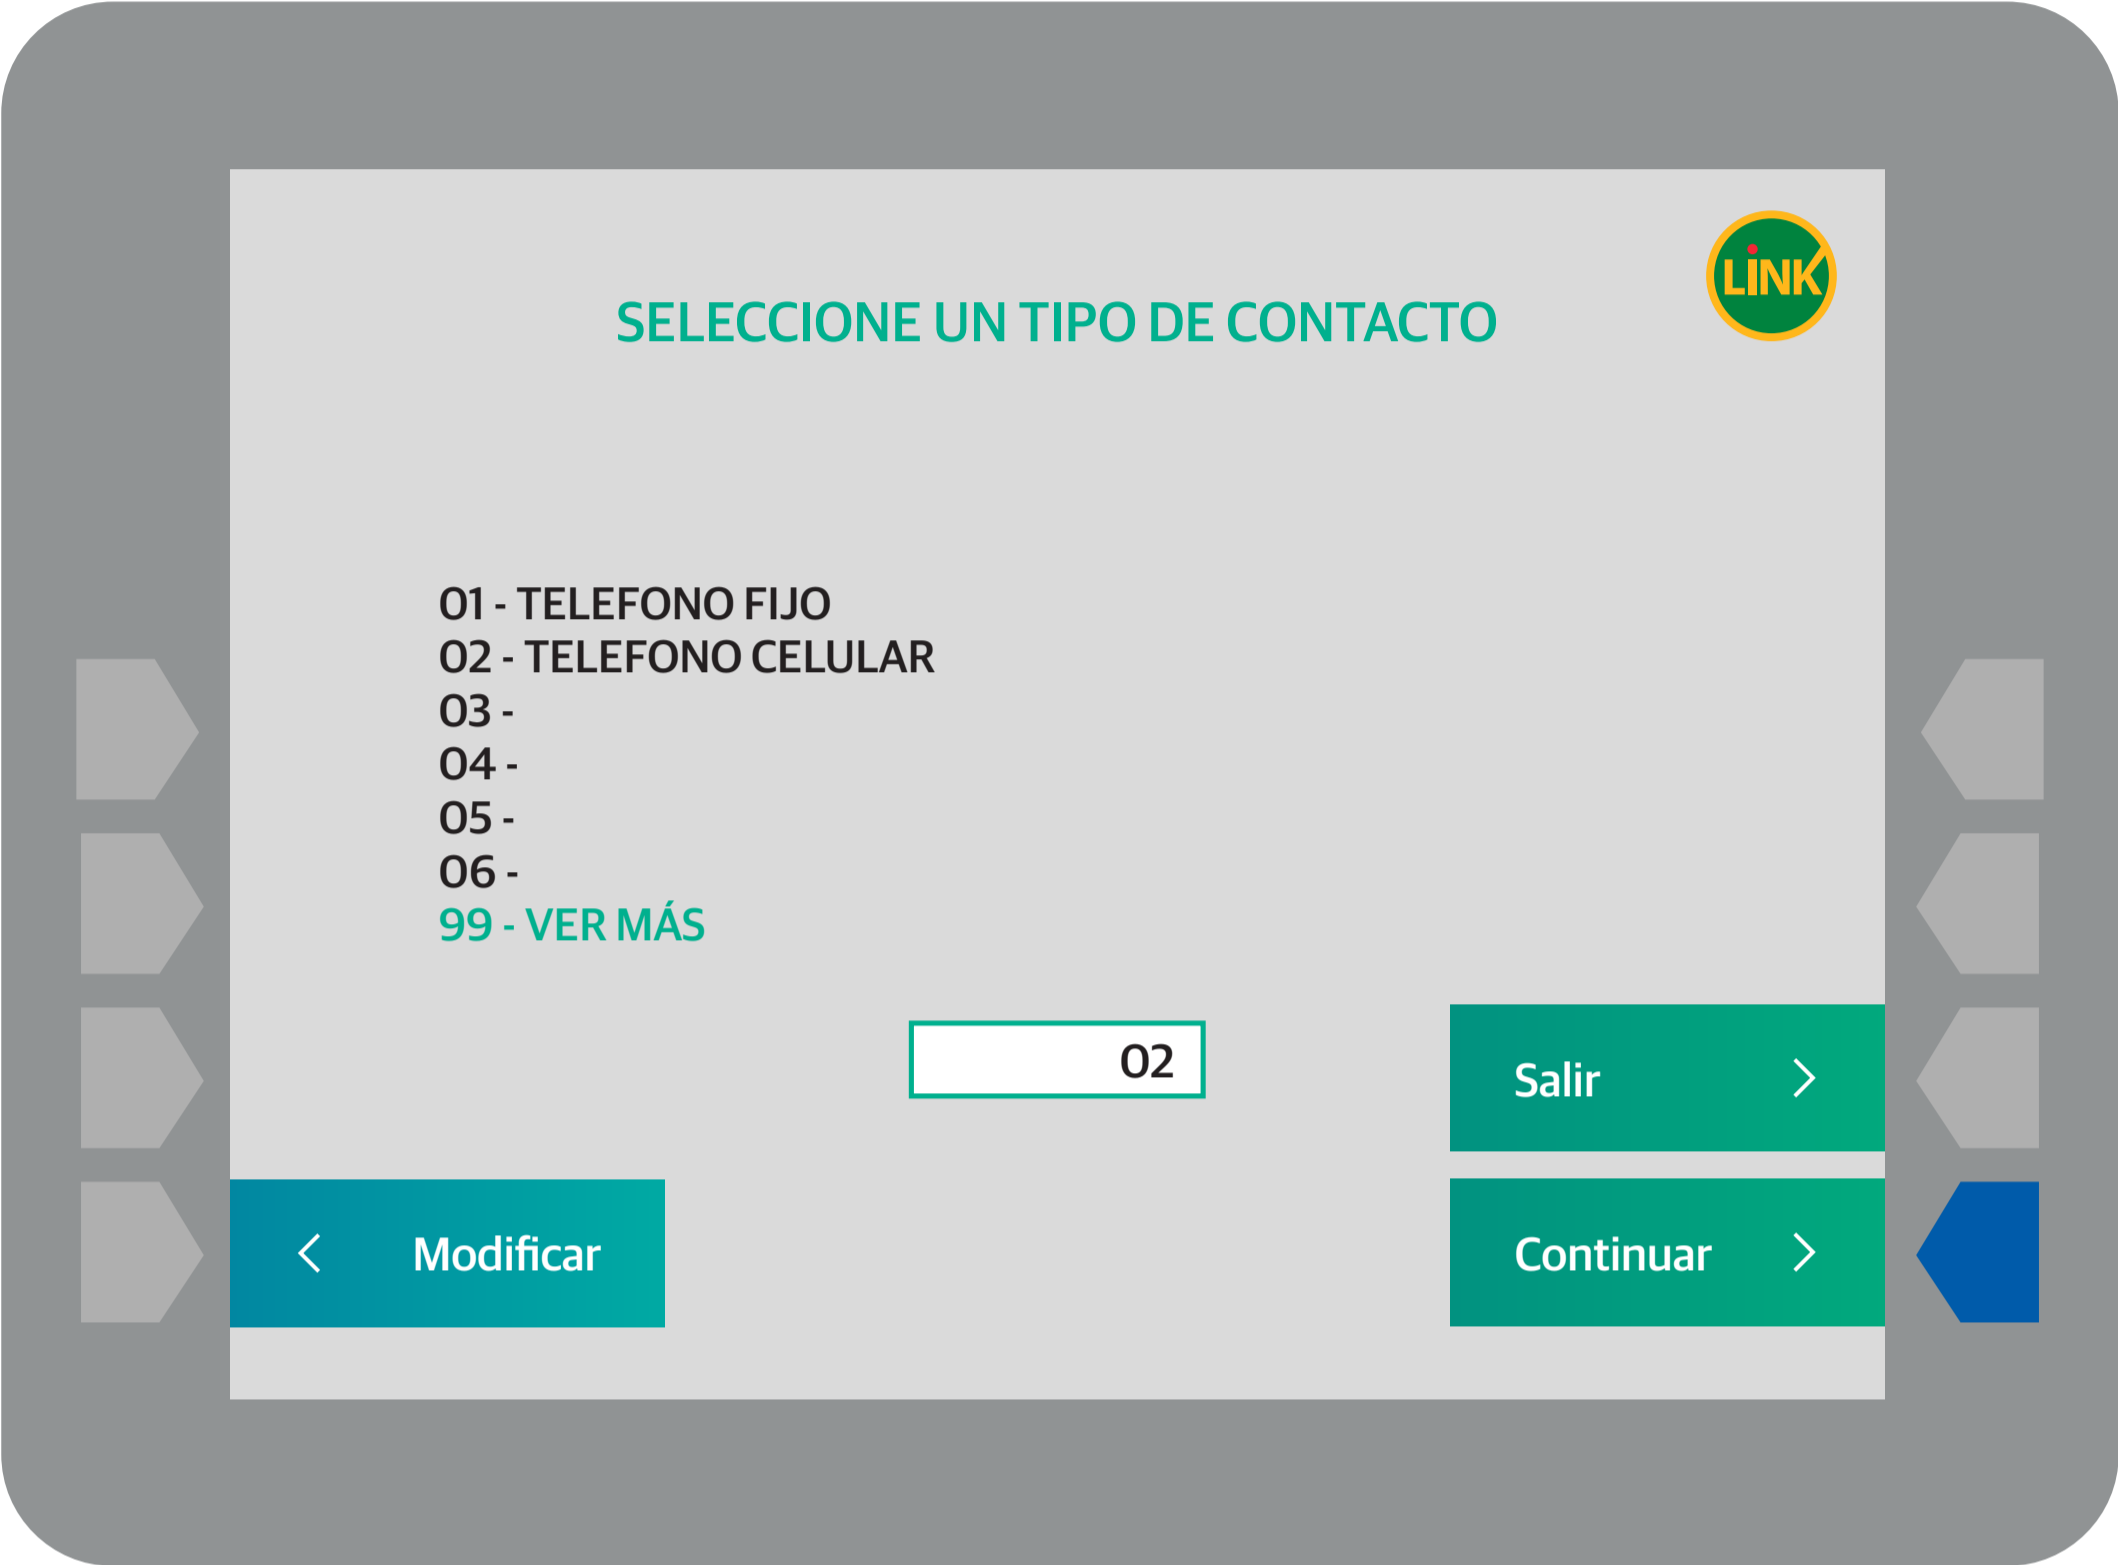 LINK
SELECCIONE UN TIPO DE CONTACTO
01 - TELEFONO FIJO
02 - TELEFONO CELULAR
03 -
04 -
05 -
06 -
99 - VER MÁS
02
Salir
Modificar
Continuar